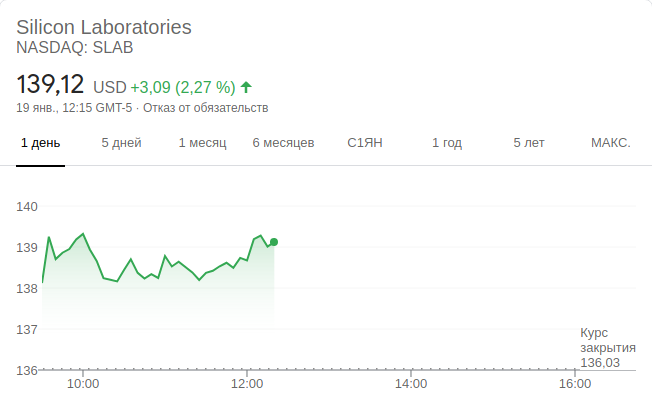 Silicon Laboratories
NASDAQ: SLAB
139,12 USD +3,09 (2,27 %)
19 янв., 12:15 GMT-5 · Отказ от обязательств
1 день 5 дней 1 месяц 6 месяцев С1ЯН 1 год 5 лет МАКС.
140
139
138
137
136
Курс
закрытия
136,03
10:00 12:00 14:00 16:00